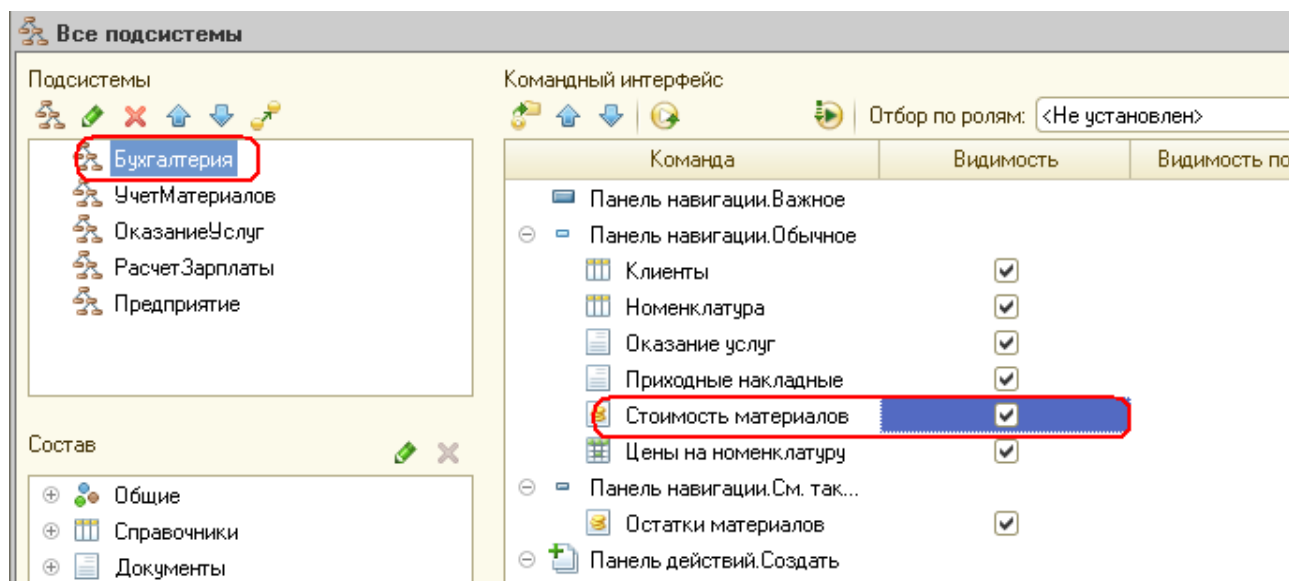 Все подсистемы
Подсистемы
Бухгалтерия
УчетМатериалов
ОказаниеУслуг
РасчетЗарплаты
Предприятие
Состав
Общие
Справочники
Документы
Командный интерфейс
Отбор по ролям: <Не установлен>
Команда Видимость Видимость по
Панель навигации.Важное
Панель навигации.Обычное
Клиенты
Номенклатура
Оказание услуг
Приходные накладные
Стоимость материалов
Цены на номенклатуру
Панель навигации.См. так...
Остатки материалов
Панель действий.Создать